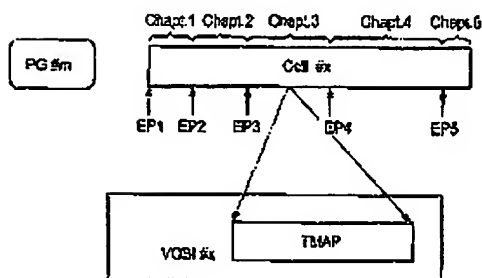 Chapt.1 Chapt.2 Chapt.3 Chapt.4 Chapt.5
PG #m
Cell #x
EP1 EP2 EP3 EP4 EP5
TMAP
VOBI #x